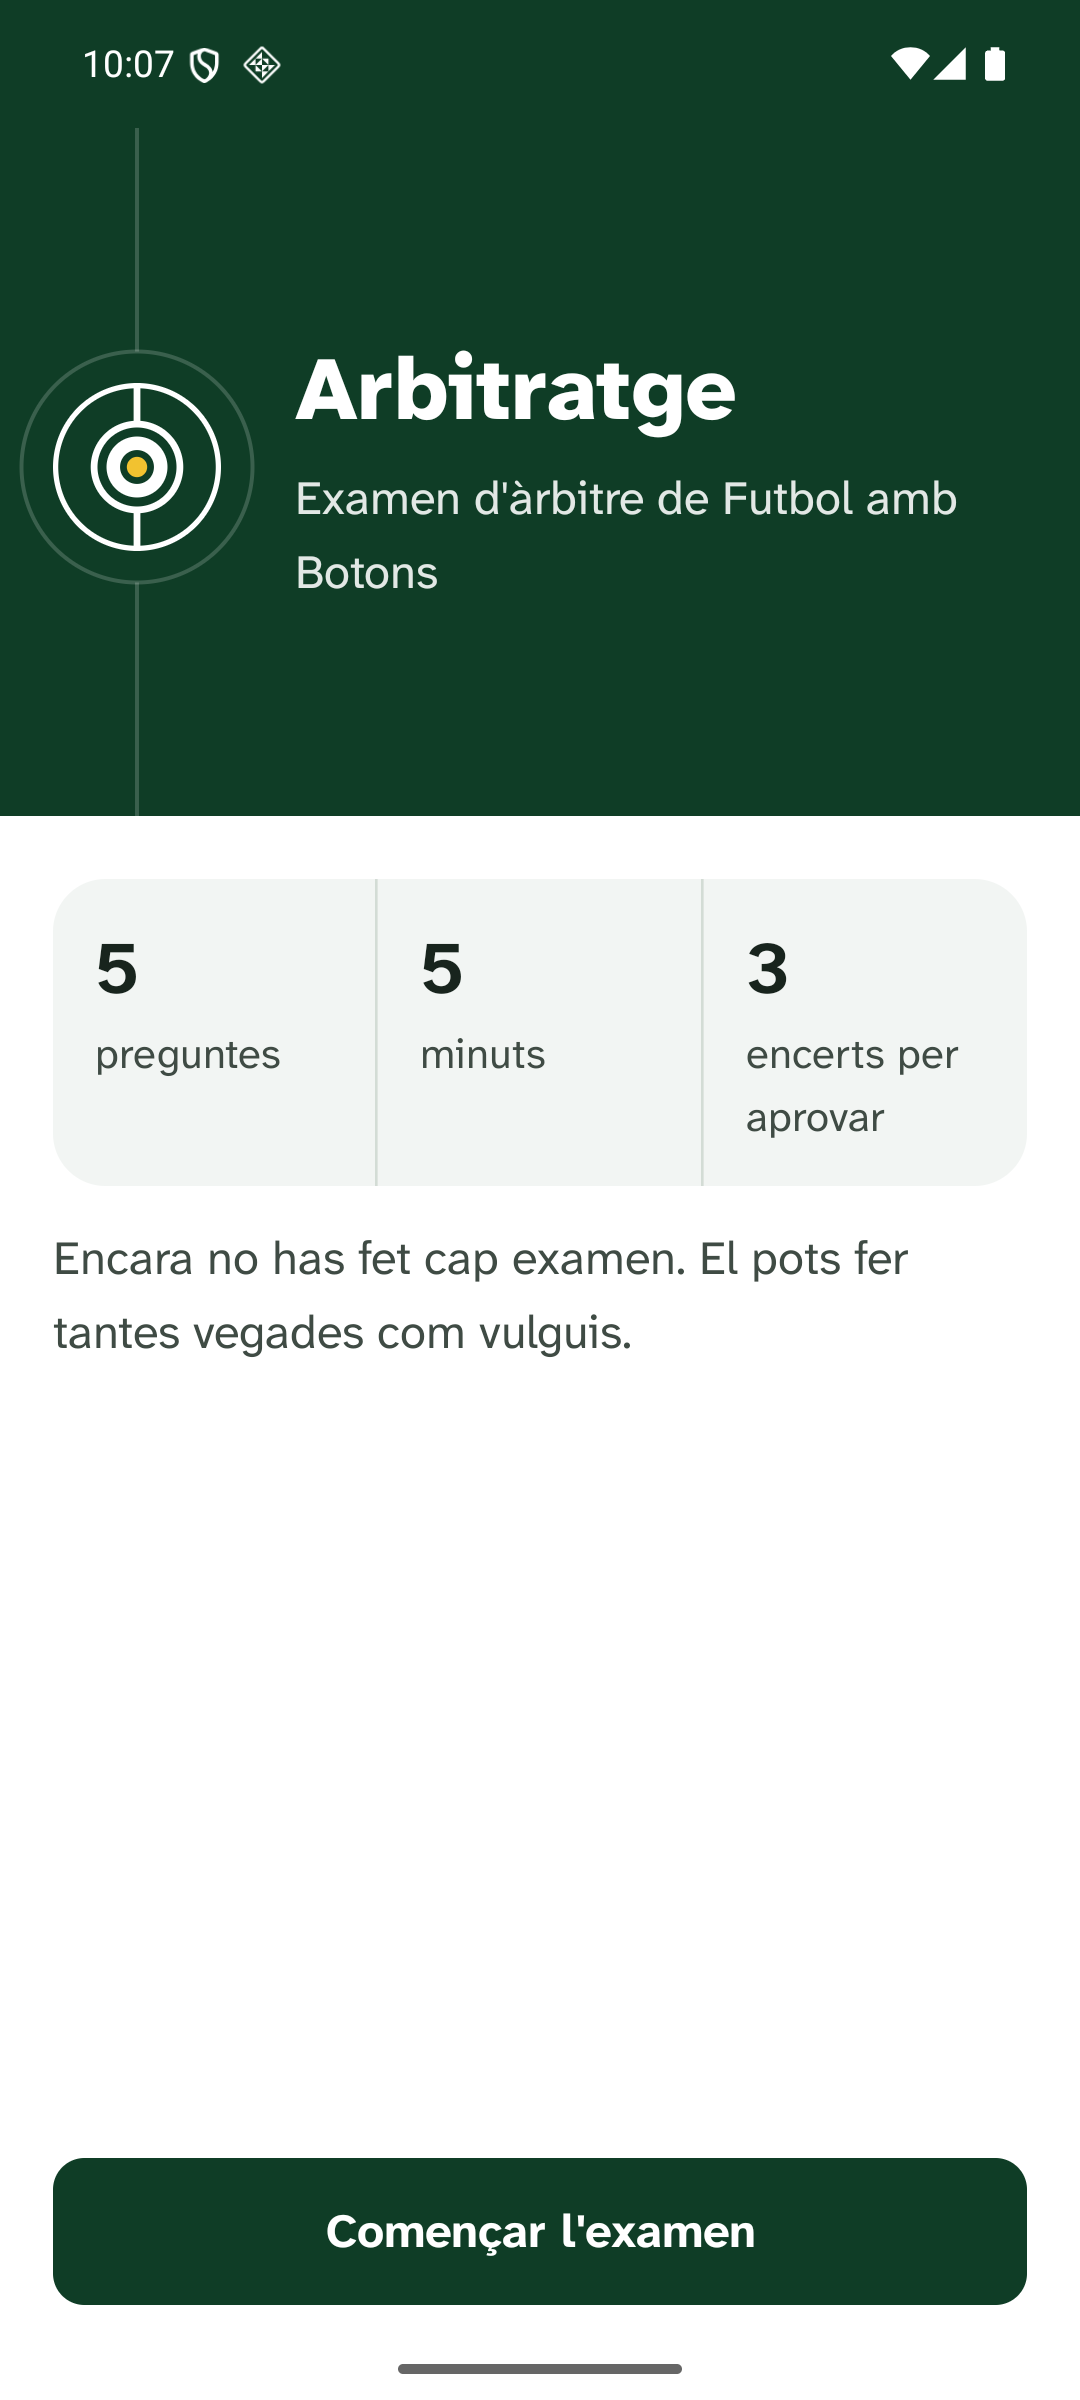 10:07
Arbitratge
Examen d'àrbitre de Futbol amb
Botons
5
preguntes
5
minuts
3
encerts per
aprovar
Encara no has fet cap examen. El pots fer
tantes vegades com vulguis.
Començar l'examen